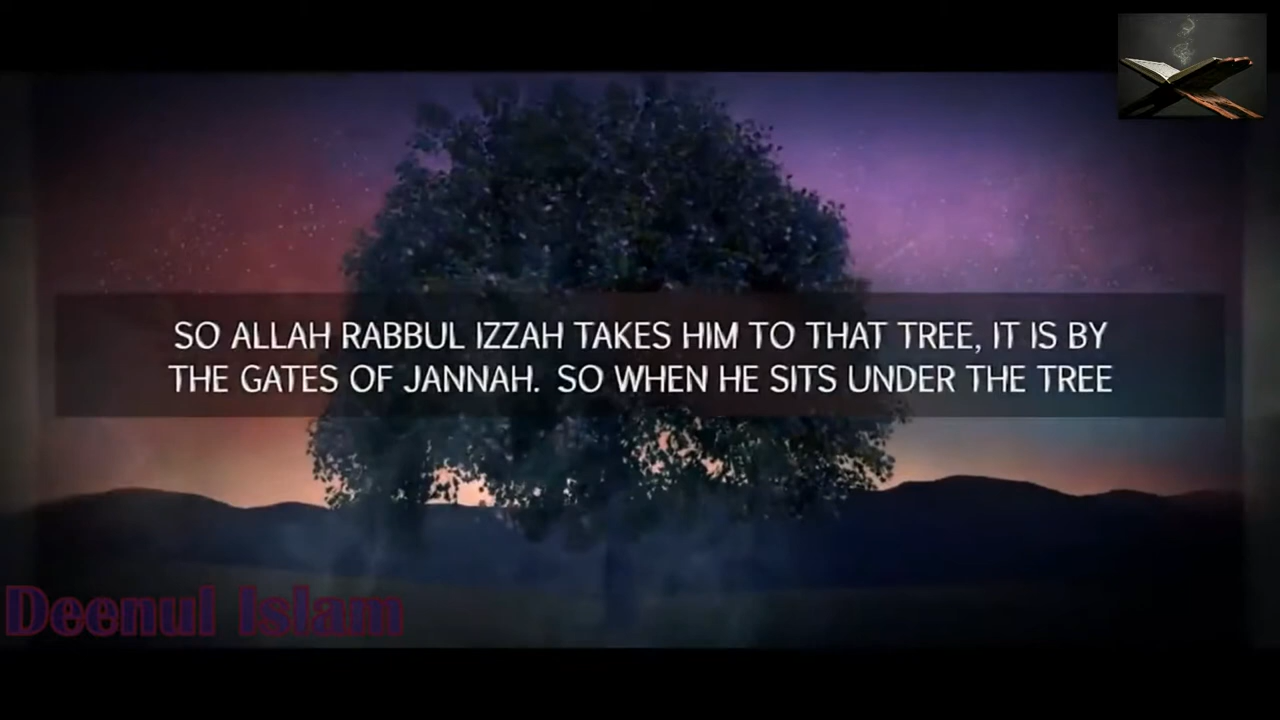 SO ALLAH RABBUL IZZAH TAKES HIM TO THAT TREE, IT IS BY
THE GATES OF JANNAH. SO WHEN HE SITS UNDER THE TREE
Deenul Islam